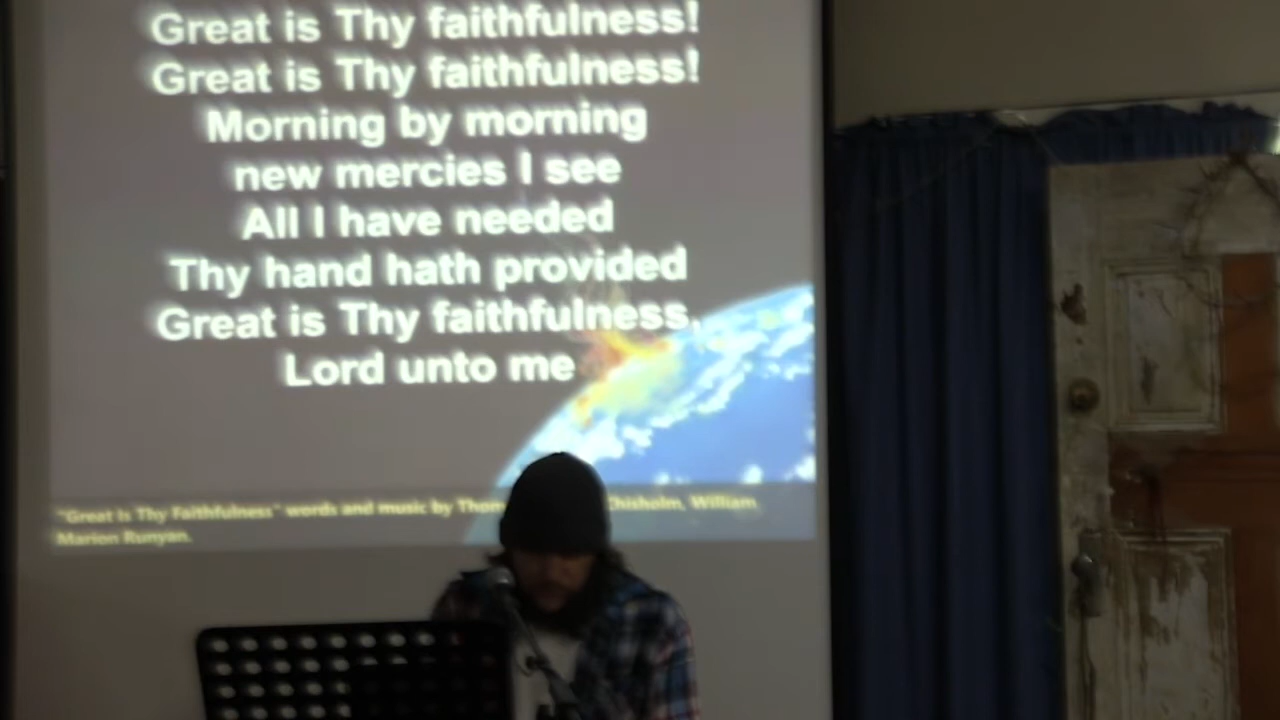 Great is Thy faithfulness!
Great is Thy faithfulness!
Morning by morning
new mercies I see
All I have needed
Thy hand hath provided
Great is Thy faithfulness,
Lord unto me
"Great Is Thy Faithfulness" words and music by Chisholm, William
Marion Runyan.